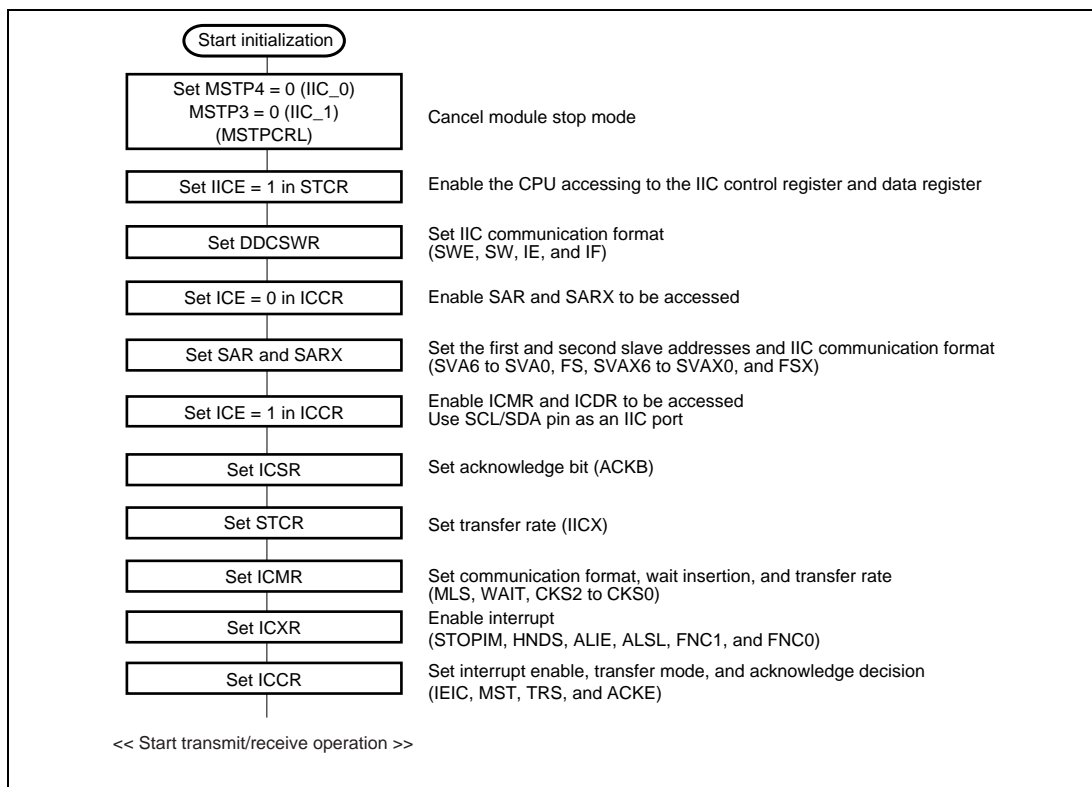 Start initialization
Set MSTP4 = 0 (IIC_0)
MSTP3 = 0 (IIC_1)
(MSTPCRL)
Cancel module stop mode
Set IICE = 1 in STCR
Enable the CPU accessing to the IIC control register and data register
Set DDCSWR
Set IIC communication format
(SWE, SW, IE, and IF)
Set ICE = 0 in ICCR
Enable SAR and SARX to be accessed
Set SAR and SARX
Set the first and second slave addresses and IIC communication format
(SVA6 to SVA0, FS, SVAX6 to SVAX0, and FSX)
Set ICE = 1 in ICCR
Enable ICMR and ICDR to be accessed
Use SCL/SDA pin as an IIC port
Set ICSR
Set acknowledge bit (ACKB)
Set STCR
Set transfer rate (IICX)
Set ICMR
Set communication format, wait insertion, and transfer rate
(MLS, WAIT, CKS2 to CKS0)
Set ICXR
Enable interrupt
(STOPIM, HNDS, ALIE, ALSL, FNC1, and FNC0)
Set ICCR
Set interrupt enable, transfer mode, and acknowledge decision
(IEIC, MST, TRS, and ACKE)
<< Start transmit/receive operation >>